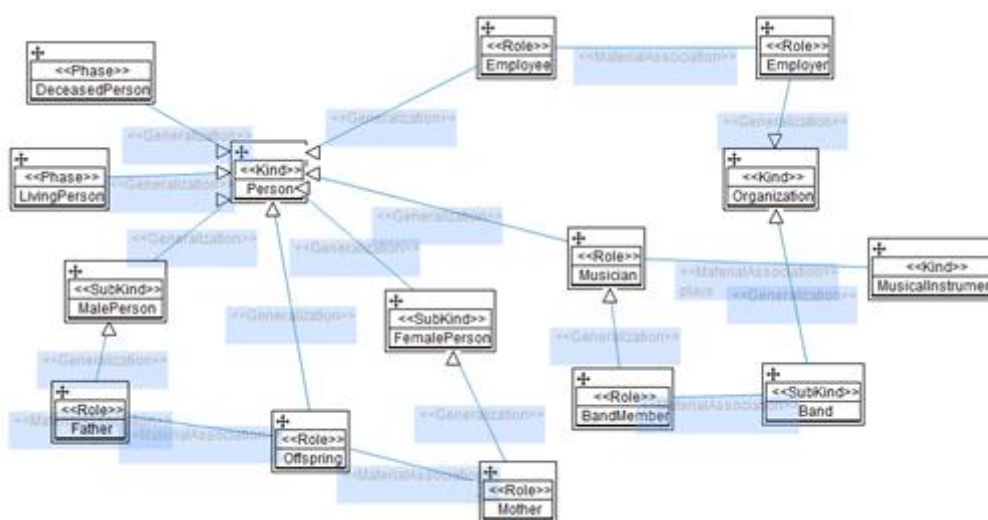 <<Role>>
Employee
<<MaterialAssociation>>
<<Role>>
Employer
<<Phase>>
DeceasedPerson
<<Generalization>>
<<Generalization>>
<<Generalization>>
<<Kind>>
Person
<<Phase>>
LivingPerson
<<Generalization>>
<<Kind>>
Organization
<<Generalization>>
<<Generalization>>
<<Generalization>>
<<Role>>
Musician
<<MaterialAssociation>>
plays
<<Generalization>>
<<Kind>>
MusicalInstrumen
<<SubKind>>
MalePerson
<<Generalization>>
<<SubKind>>
FemalePerson
<<Generalization>>
<<Generalization>>
<<Role>>
Father
<<MaterialAssociation>>
<<Role>>
Offspring
<<Generalization>>
<<Role>>
BandMember
<<SubKind>>
Band
<<MaterialAssociation>>
<<Role>>
Mother